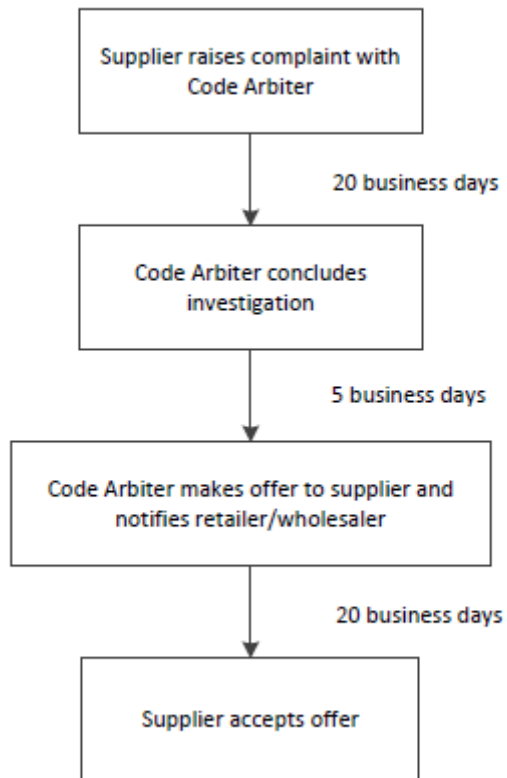 Supplier raises complaint with
Code Arbiter
20 business days
Code Arbiter concludes
investigation
5 business days
Code Arbiter makes offer to supplier and
notifies retailer/wholesaler
20 business days
Supplier accepts offer